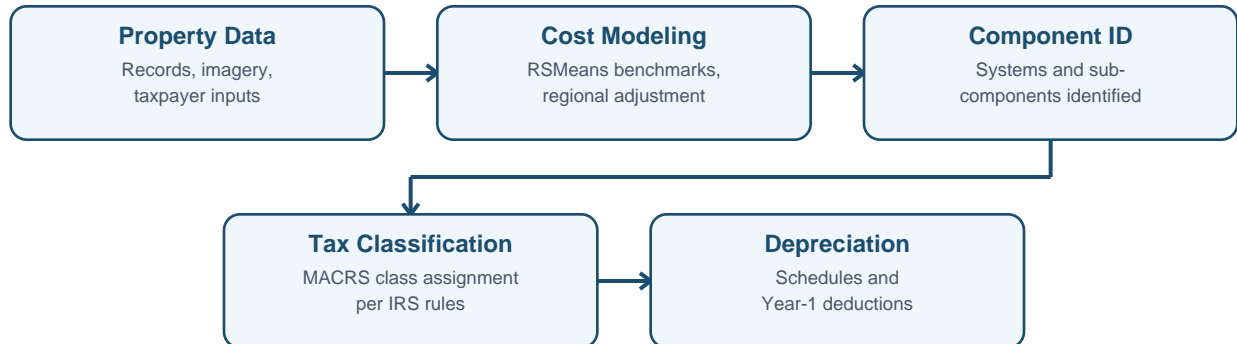 Property Data
Records, imagery,
taxpayer inputs
Cost Modeling
RSMeans benchmarks,
regional adjustment
Component ID
Systems and sub-
components identified
Tax Classification
MACRS class assignment
per IRS rules
Depreciation
Schedules and
Year-1 deductions